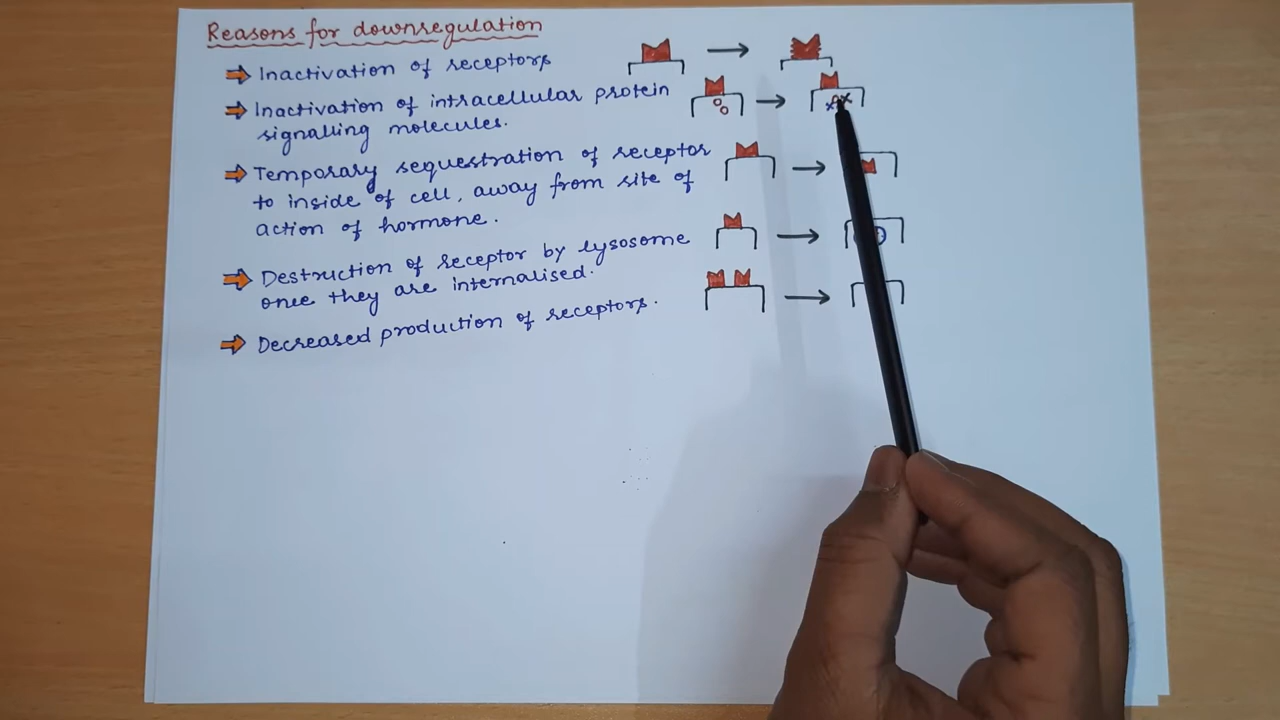 Reasons for downregulation
Inactivation of receptors
Inactivation of intracellular protein
signalling molecules.
Temporary sequestration of receptor
to inside of cell, away from site of
action of hormone.
Destruction of receptor by lysosome
once they are internalised.
Decreased production of receptors.